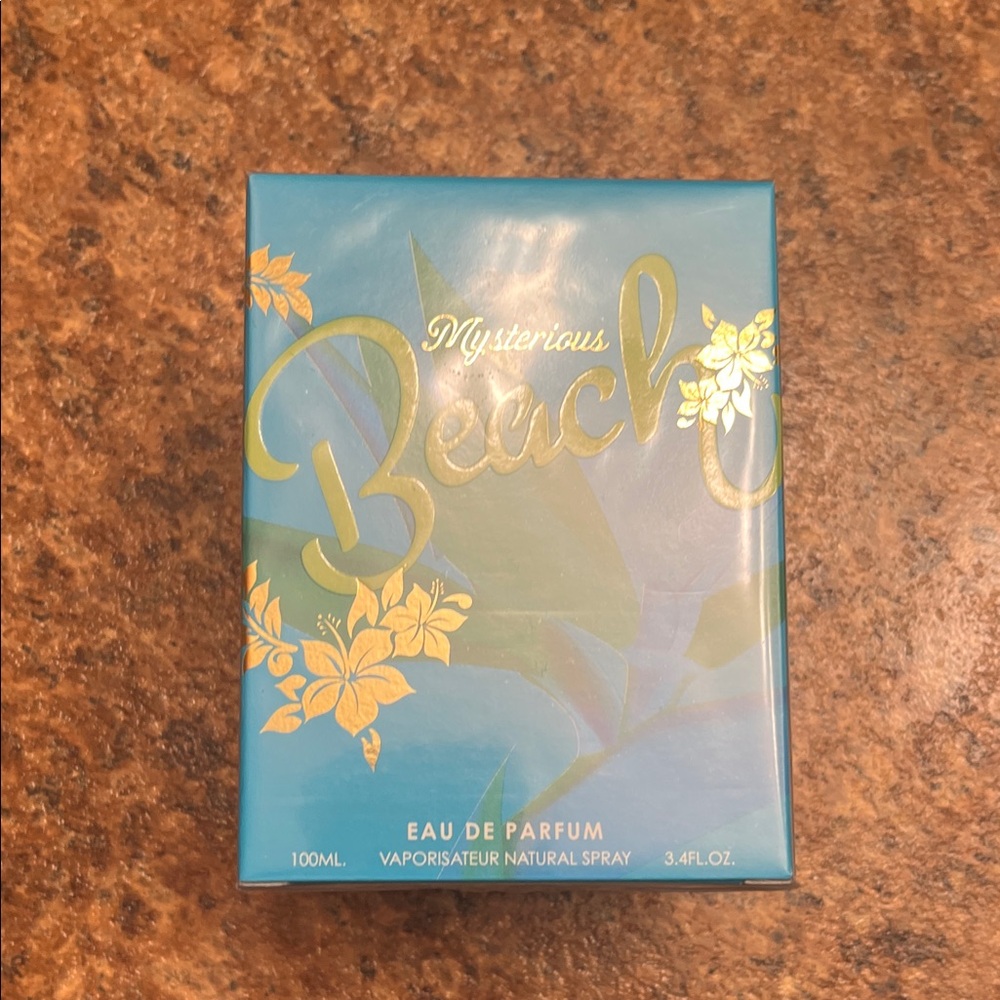 Mysterious
Beach
EAU DE PARFUM
100ML. VAPORISATEUR NATURAL SPRAY 3.4FL.OZ.